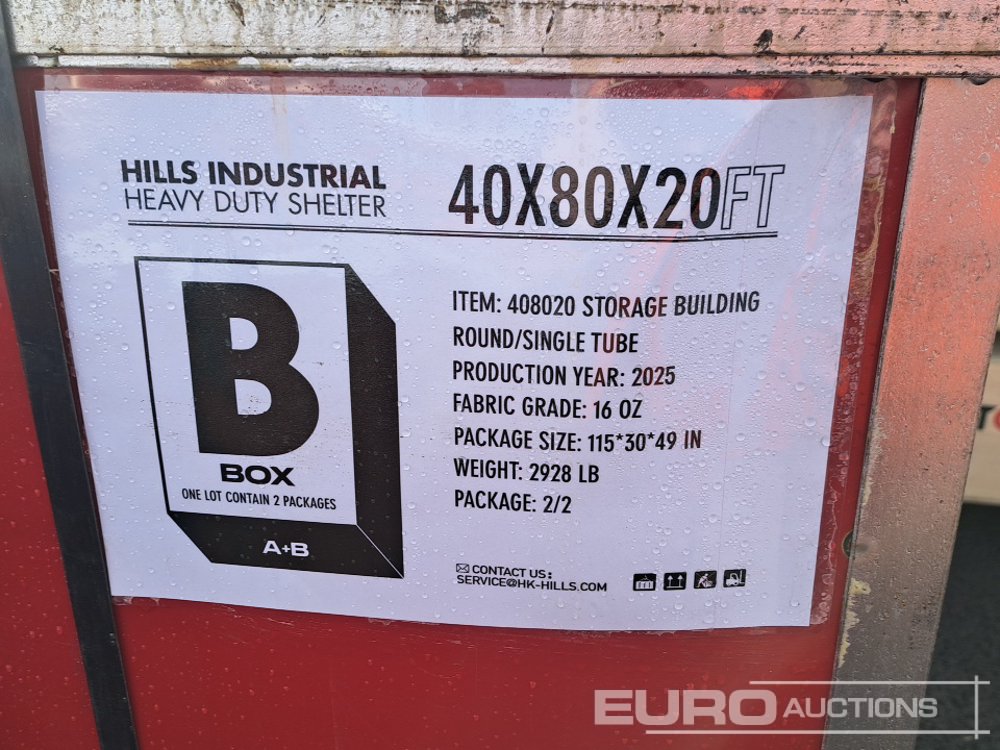 HILLS INDUSTRIAL
HEAVY DUTY SHELTER
40X80X20FT
B
BOX
ONE LOT CONTAIN 2 PACKAGES
A+B
ITEM: 408020 STORAGE BUILDING
ROUND/SINGLE TUBE
PRODUCTION YEAR: 2025
FABRIC GRADE: 16 OZ
PACKAGE SIZE: 115*30*49 IN
WEIGHT: 2928 LB
PACKAGE: 2/2
CONTACT US:
SERVICE@HK-HILLS.COM
EURO AUCTIONS